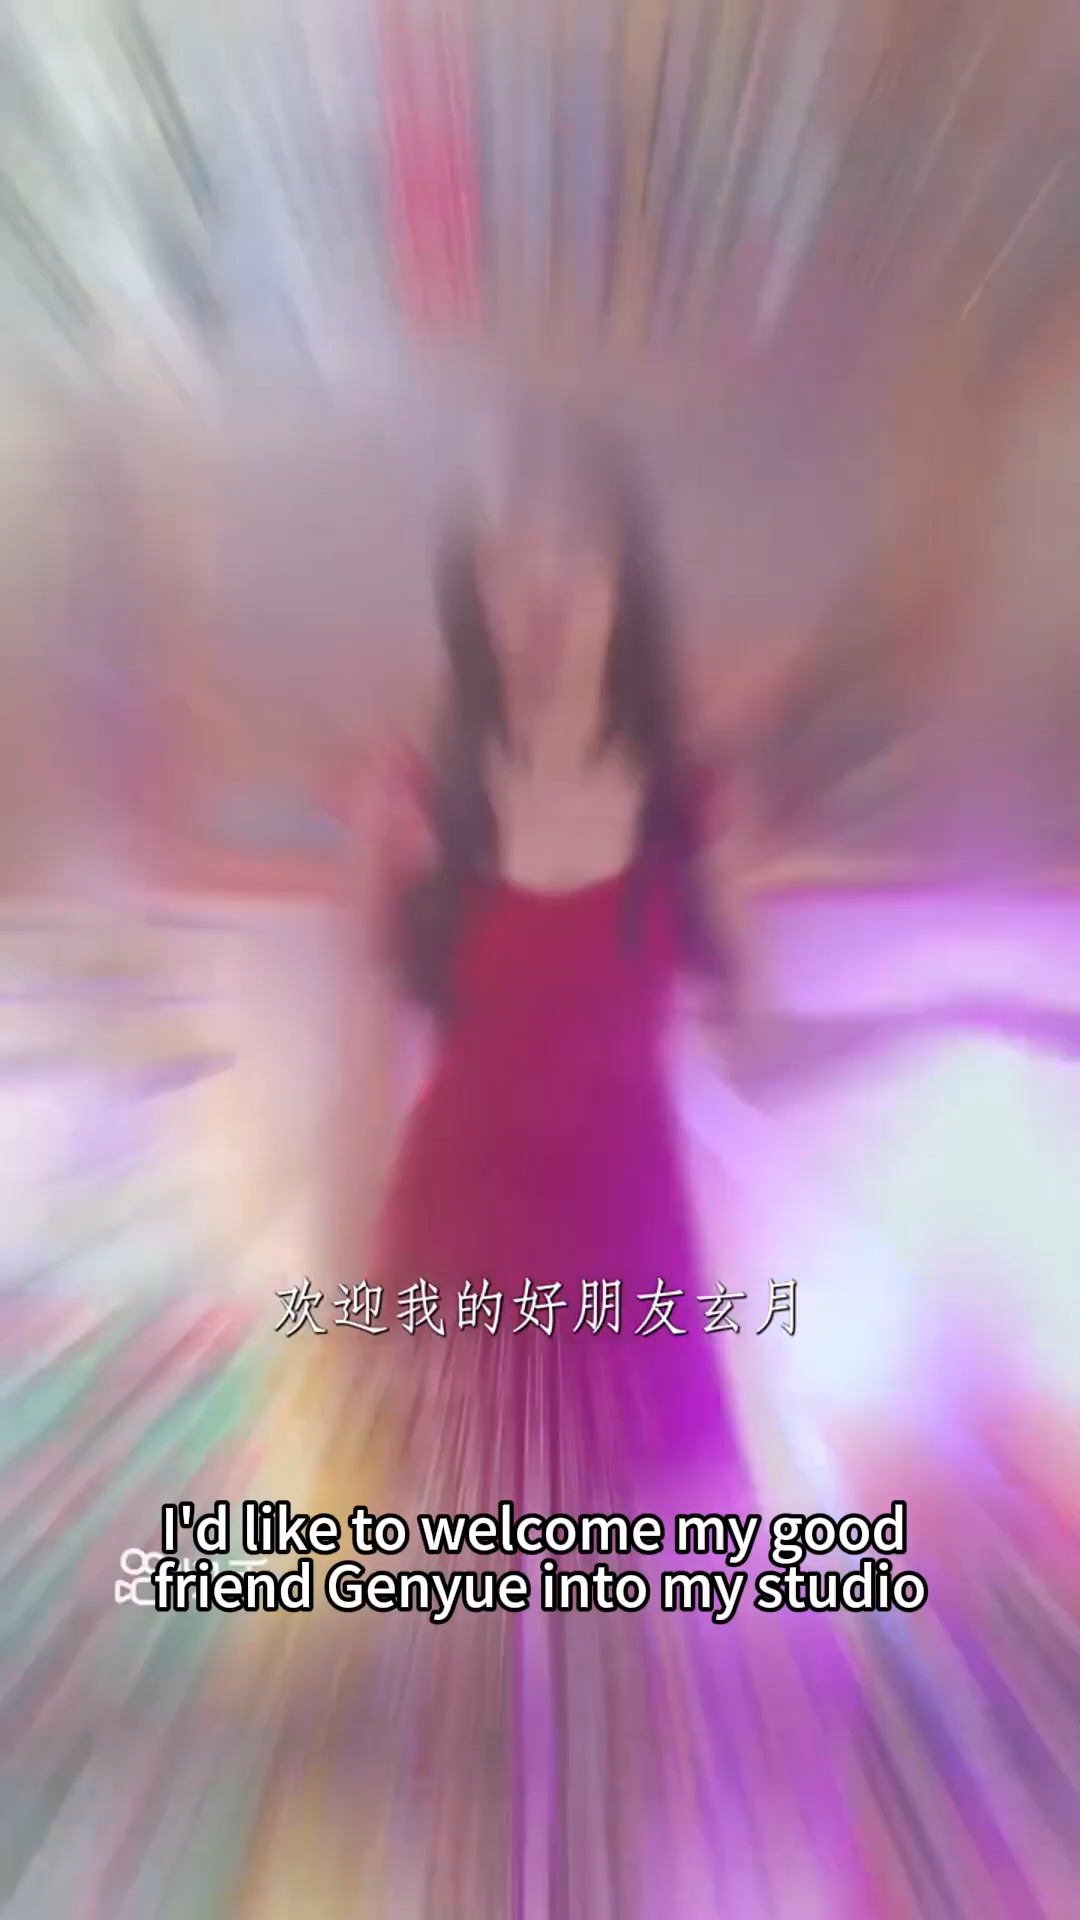 欢迎我的好朋友玄月
I'd like to welcome my good
friend Genyue into my studio